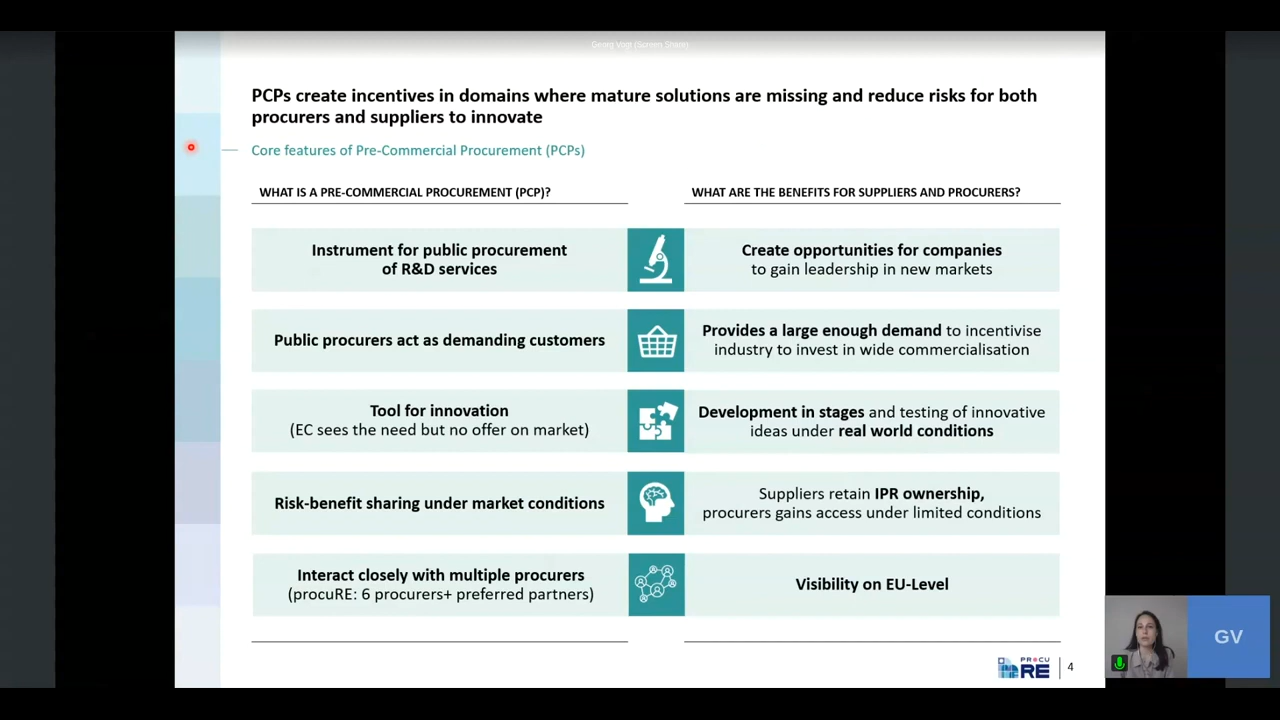 Georg Vogt (Screen Share)
PCPs create incentives in domains where mature solutions are missing and reduce risks for both
procurers and suppliers to innovate
Core features of Pre-Commercial Procurement (PCPs)
WHAT IS A PRE-COMMERCIAL PROCUREMENT (PCP)?
WHAT ARE THE BENEFITS FOR SUPPLIERS AND PROCURERS?
Instrument for public procurement
of R&D services
Create opportunities for companies
to gain leadership in new markets
Public procurers act as demanding customers
Provides a large enough demand to incentivise
industry to invest in wide commercialisation
Tool for innovation
(EC sees the need but no offer on market)
Development in stages and testing of innovative
ideas under real world conditions
Risk-benefit sharing under market conditions
Suppliers retain IPR ownership,
procurers gains access under limited conditions
Interact closely with multiple procurers
(procuRE: 6 procurers+ preferred partners)
Visibility on EU-Level
PROCU
RE
4
GV